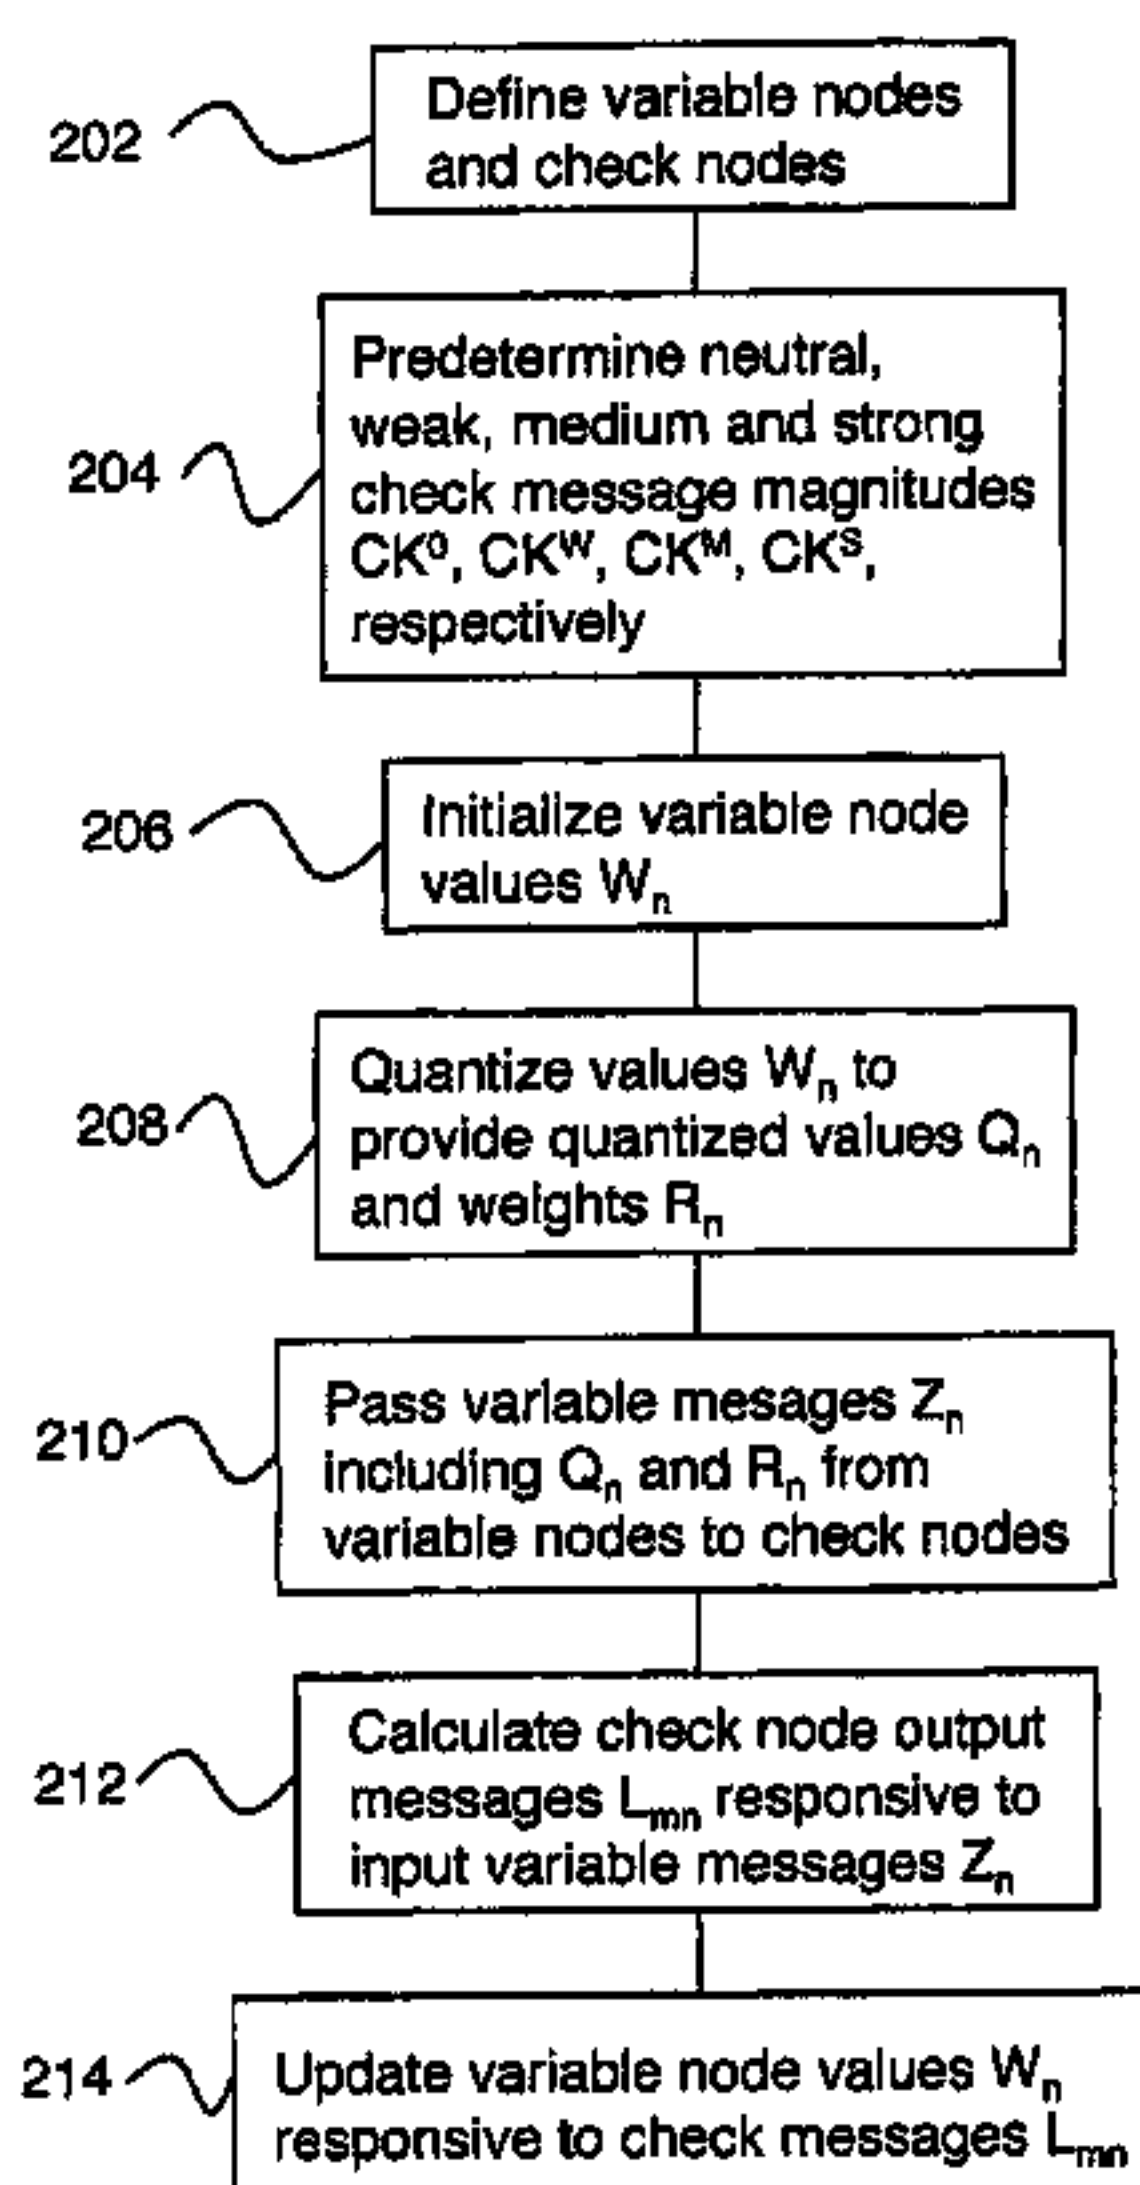 202
Define variable nodes
and check nodes
204
Predetermine neutral,
weak, medium and strong
check message magnitudes
CK⁰, CKᵂ, CKᴹ, CKˢ,
respectively
206
Initialize variable node
values Wₙ
208
Quantize values Wₙ to
provide quantized values Qₙ
and weights Rₙ
210
Pass variable mesages Zₙ
including Qₙ and Rₙ from
variable nodes to check nodes
212
Calculate check node output
messages Lₘₙ responsive to
input variable messages Zₙ
214
Update variable node values Wₙ
responsive to check messages Lₘₙ